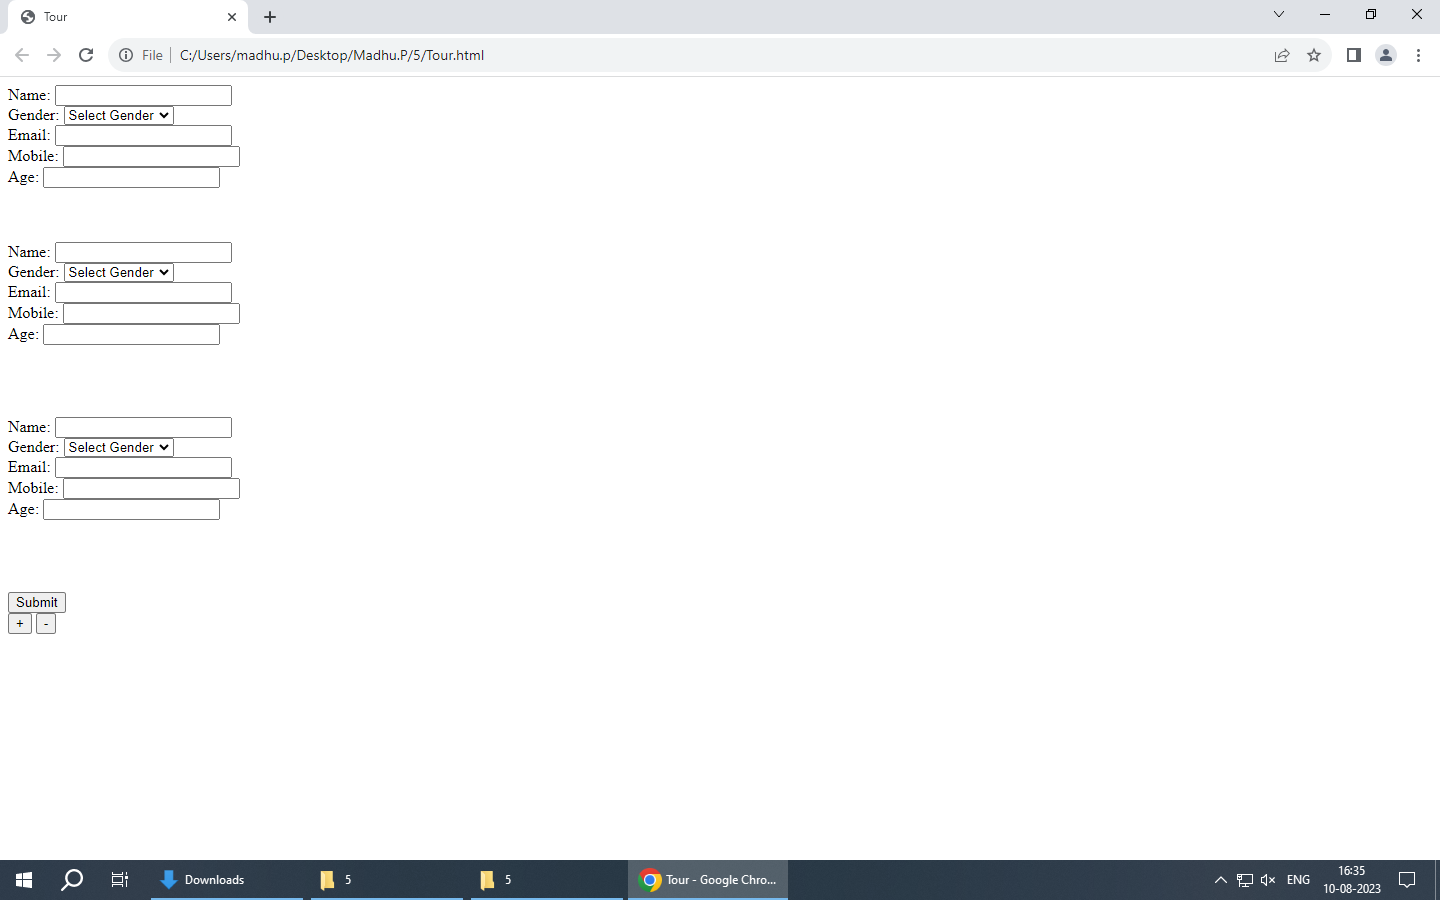 Tour
File C:/Users/madhu.p/Desktop/Madhu.P/5/Tour.html
Name:
Gender: Select Gender
Email:
Mobile:
Age:
Name:
Gender: Select Gender
Email:
Mobile:
Age:
Name:
Gender: Select Gender
Email:
Mobile:
Age:
Submit
+ -
Downloads 5 5 Tour - Google Chro... ENG 16:35
10-08-2023